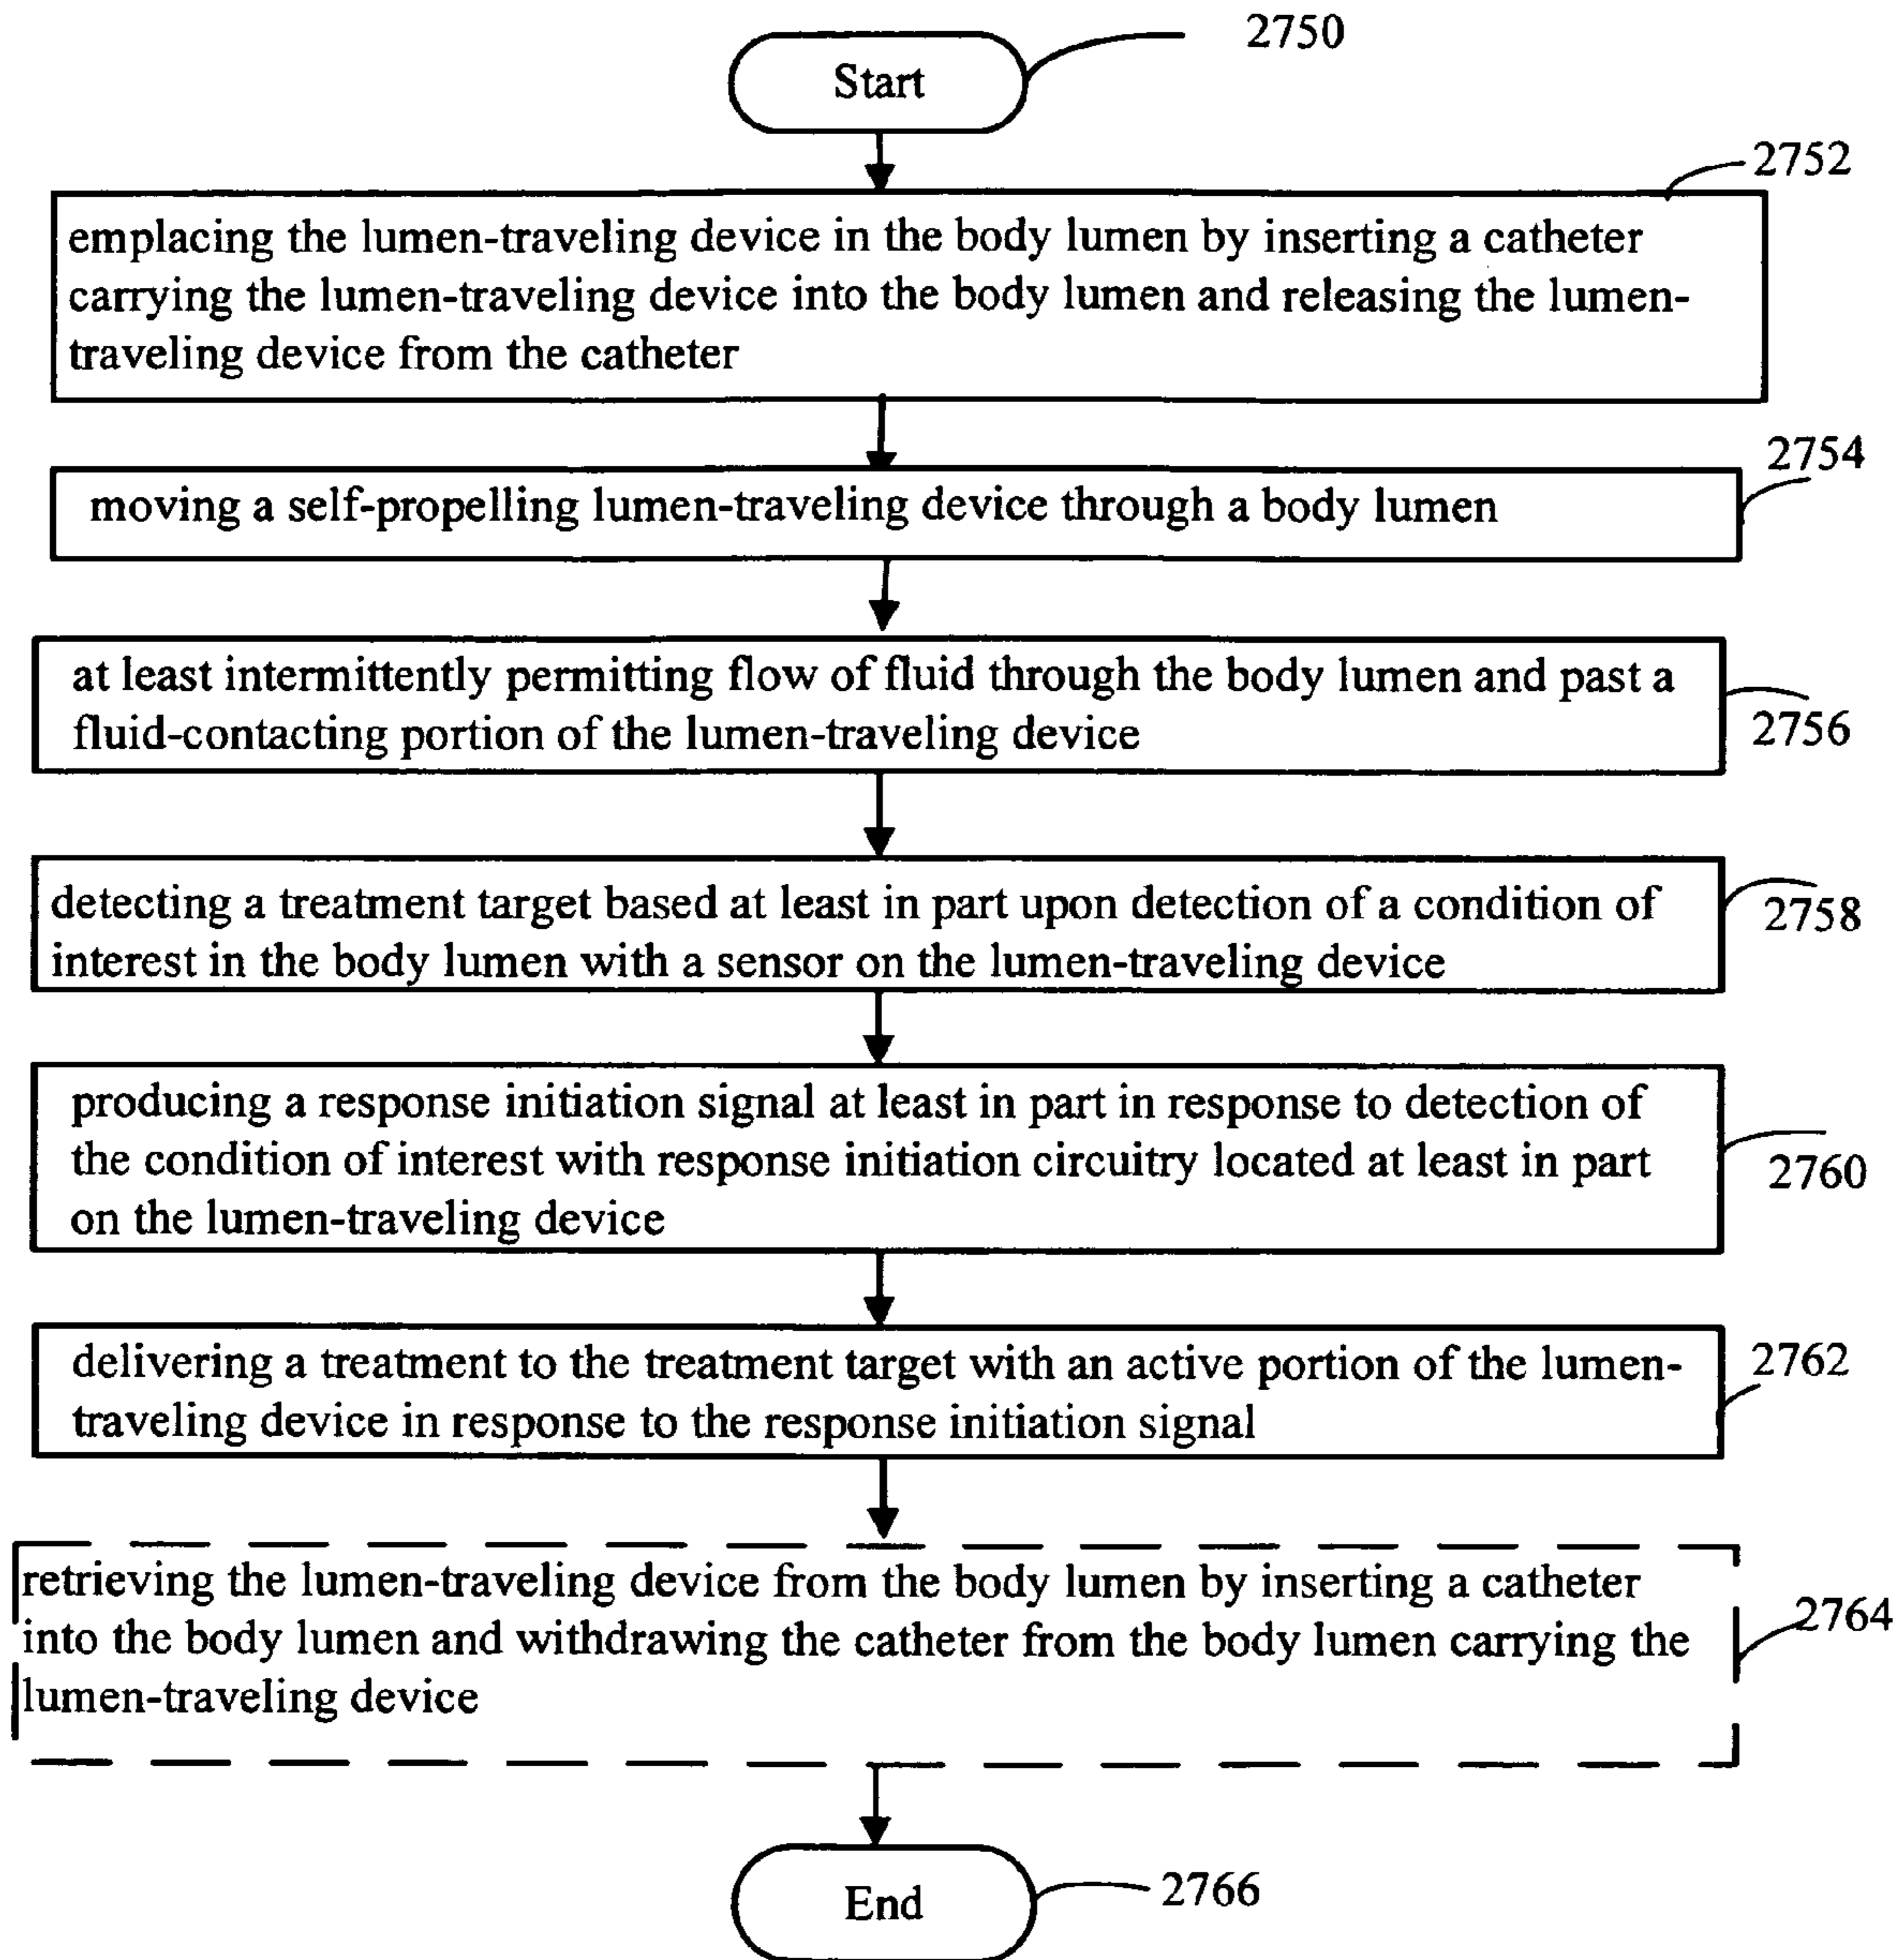 2750
Start
2752
emplacing the lumen-traveling device in the body lumen by inserting a catheter
carrying the lumen-traveling device into the body lumen and releasing the lumen-
traveling device from the catheter
2754
moving a self-propelling lumen-traveling device through a body lumen
at least intermittently permitting flow of fluid through the body lumen and past a
fluid-contacting portion of the lumen-traveling device
2756
detecting a treatment target based at least in part upon detection of a condition of
interest in the body lumen with a sensor on the lumen-traveling device
2758
producing a response initiation signal at least in part in response to detection of
the condition of interest with response initiation circuitry located at least in part
on the lumen-traveling device
2760
delivering a treatment to the treatment target with an active portion of the lumen-
traveling device in response to the response initiation signal
2762
retrieving the lumen-traveling device from the body lumen by inserting a catheter
into the body lumen and withdrawing the catheter from the body lumen carrying the
lumen-traveling device
2764
End
2766